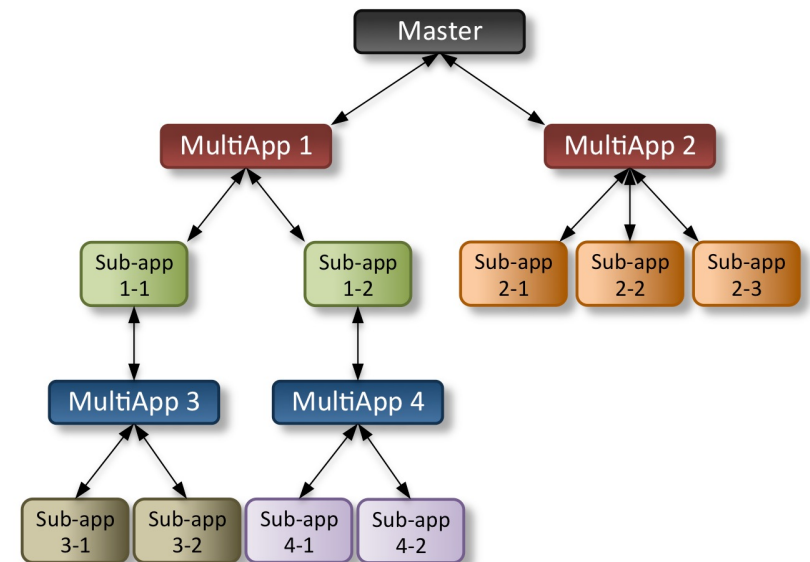 Master
MultiApp 1
MultiApp 2
Sub-app
1-1
Sub-app
1-2
Sub-app
2-1
Sub-app
2-2
Sub-app
2-3
MultiApp 3
MultiApp 4
Sub-app
3-1
Sub-app
3-2
Sub-app
4-1
Sub-app
4-2